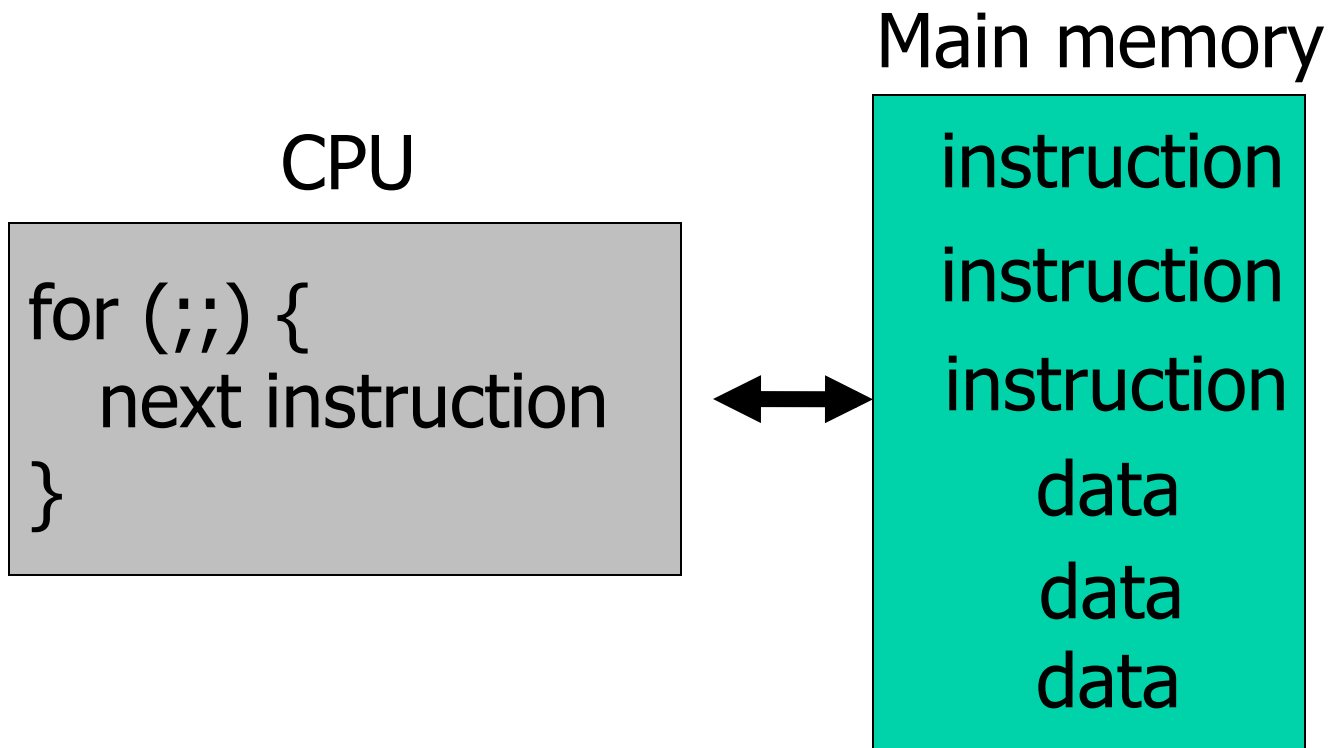 CPU
for (;;) {
next instruction
}
Main memory
instruction
instruction
instruction
data
data
data